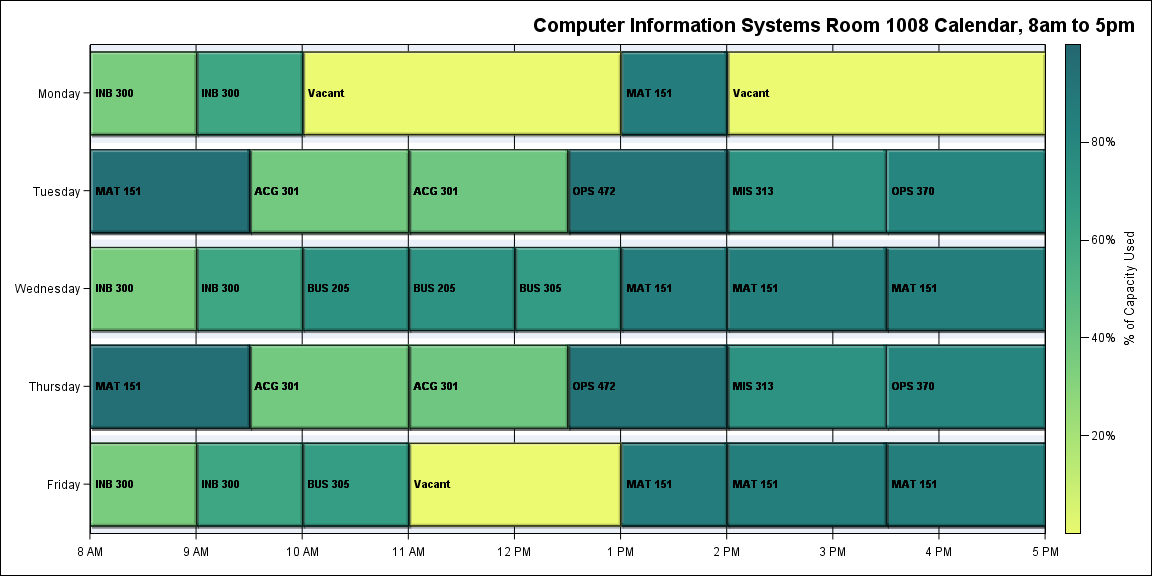 Computer Information Systems Room 1008 Calendar, 8am to 5pm
Monday
INB 300
INB 300
Vacant
MAT 151
Vacant
Tuesday
MAT 151
ACG 301
ACG 301
OPS 472
MIS 313
OPS 370
Wednesday
INB 300
INB 300
BUS 205
BUS 205
BUS 305
MAT 151
MAT 151
MAT 151
Thursday
MAT 151
ACG 301
ACG 301
OPS 472
MIS 313
OPS 370
Friday
INB 300
INB 300
BUS 305
Vacant
MAT 151
MAT 151
MAT 151
8 AM
9 AM
10 AM
11 AM
12 PM
1 PM
2 PM
3 PM
4 PM
5 PM
80%
60%
40%
20%
% of Capacity Used